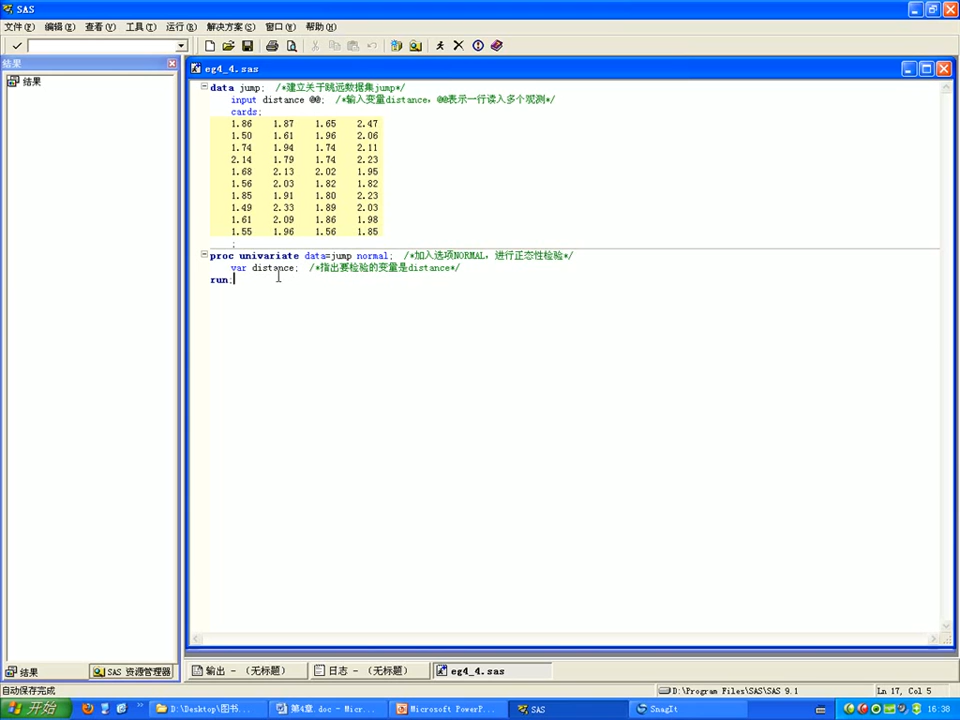 SAS
文件(F) 编辑(E) 查看(V) 工具(T) 运行(R) 解决方案(S) 窗口(W) 帮助(H)
结果
结果
eg4_4.sas
data jump; /*建立关于跳远数据集jump*/
input distance @@; /*输入变量distance, @@表示一行读入多个观测*/
cards;
1.86 1.87 1.65 2.47
1.50 1.61 1.96 2.06
1.74 1.94 1.74 2.11
2.14 1.79 1.74 2.23
1.68 2.13 2.02 1.95
1.56 2.03 1.82 1.82
1.85 1.91 1.80 2.23
1.49 2.33 1.89 2.03
1.61 2.09 1.86 1.98
1.55 1.96 1.56 1.85
;
proc univariate data=jump normal; /*加入选项NORMAL, 进行正态性检验*/
var distance; /*指出要检验的变量是distance*/
run;
结果 SAS 资源管理器 输出 - (无标题) 日志 - (无标题) eg4_4.sas
自动保存完成 D:\Program Files\SAS\SAS 9.1 Ln 17, Col 5
开始 D:\Desktop\图书... 第4章.doc - Micr... Microsoft PowerP... SAS SnagIt 16:38